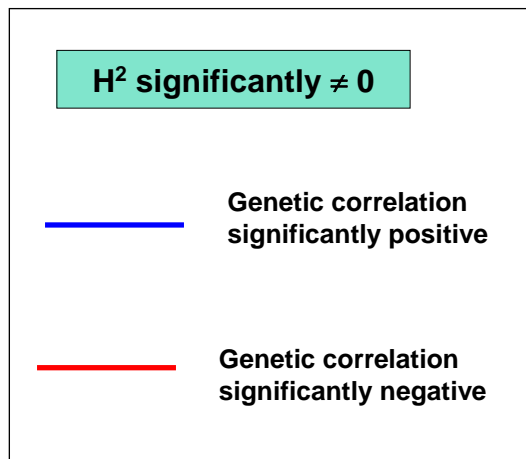 H² significantly ≠ 0
Genetic correlation
significantly positive
Genetic correlation
significantly negative